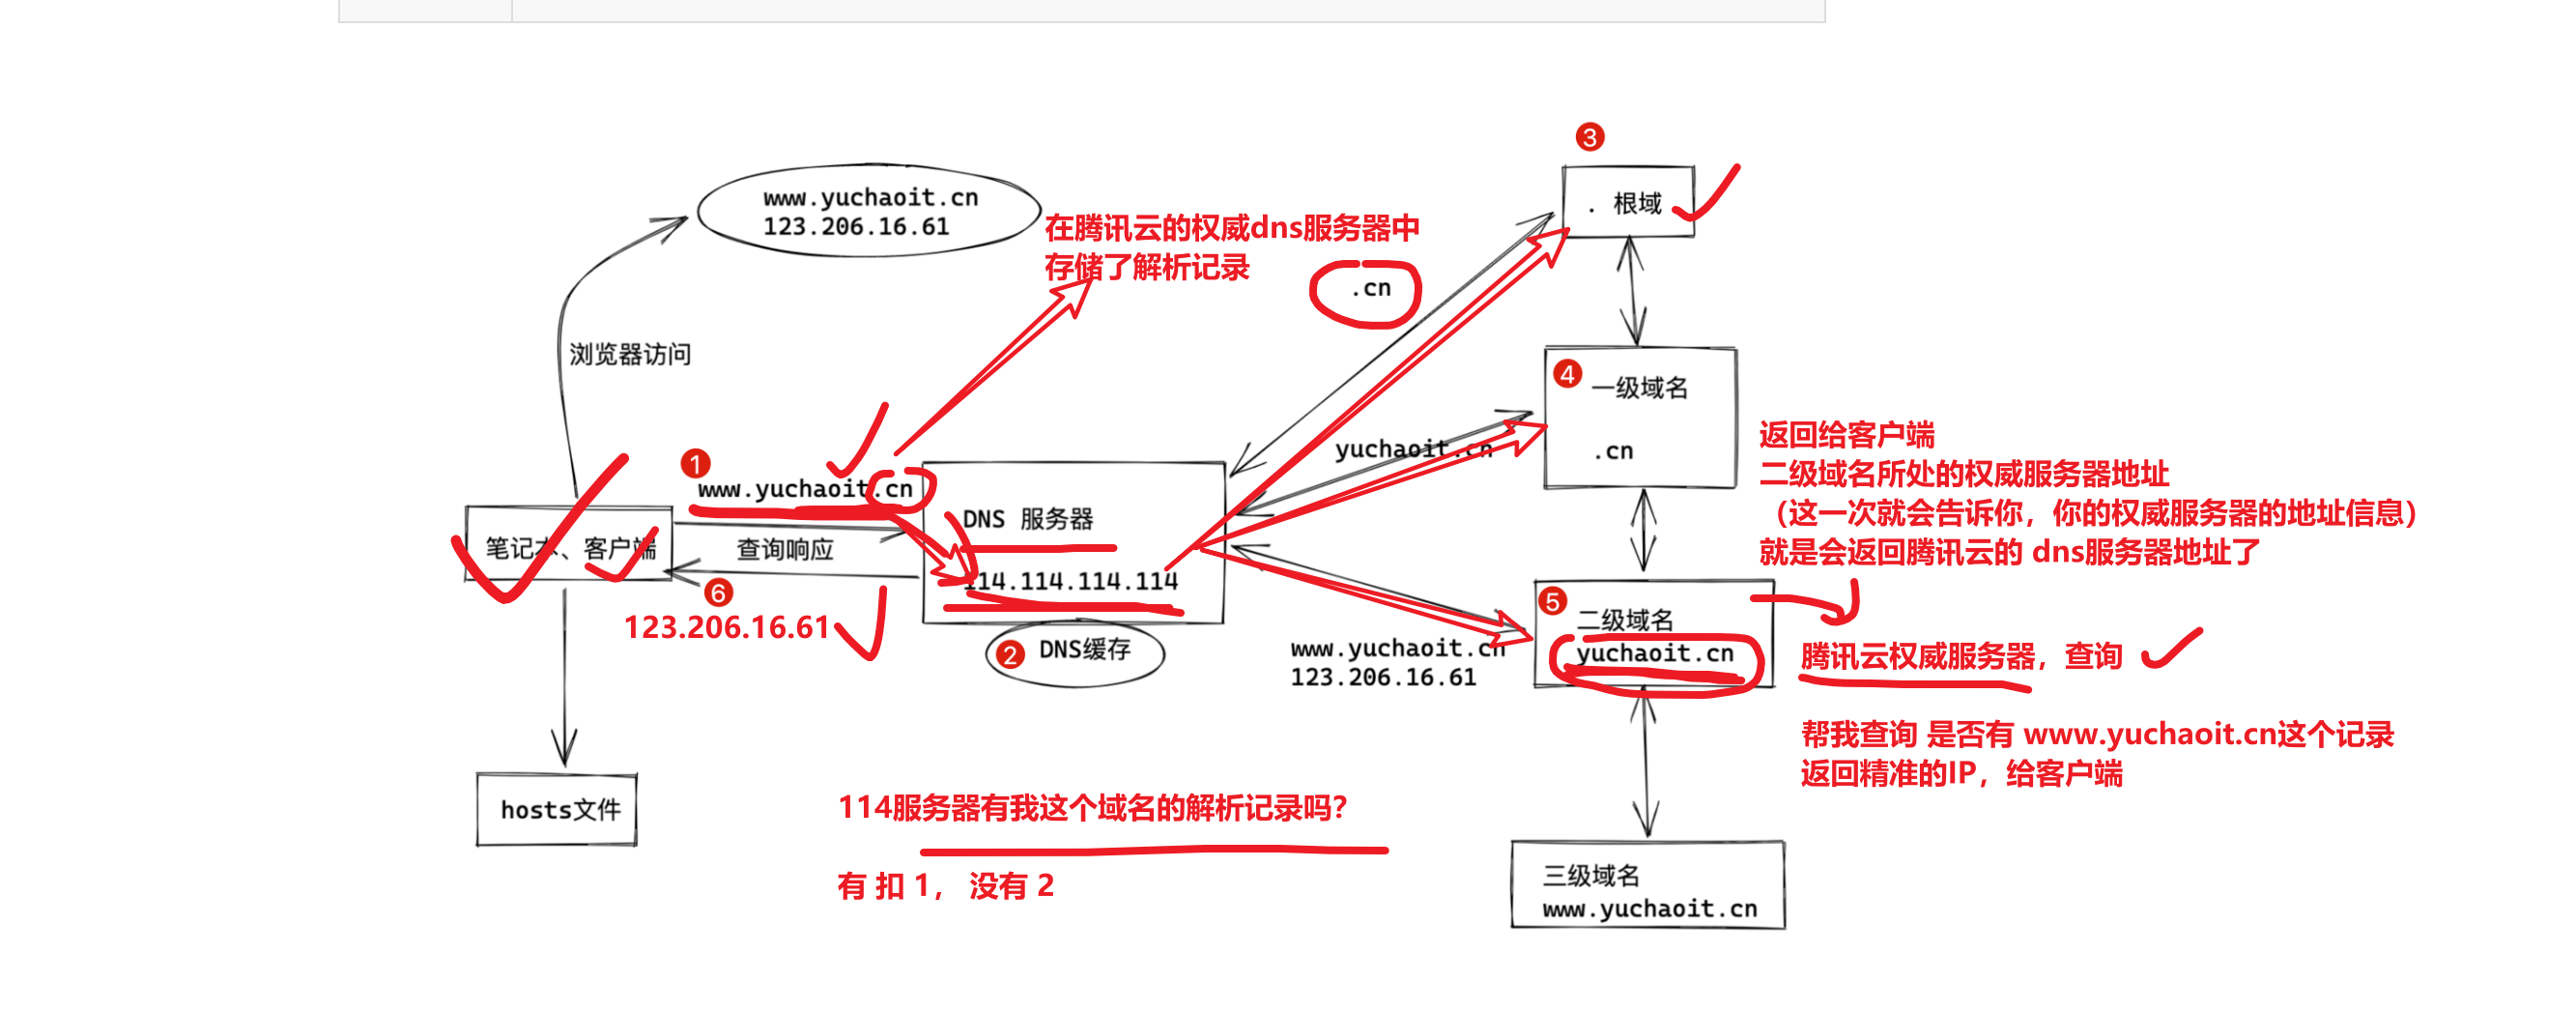 ③
. 根域
www.yuchaoit.cn
123.206.16.61
在腾讯云的权威dns服务器中
存储了解析记录
.cn
浏览器访问
④ 一级域名
.cn
yuchaoit.cn
①
www.yuchaoit.cn
DNS 服务器
114.114.114.114
笔记本、客户端
查询响应
⑥
123.206.16.61
② DNS缓存
返回给客户端
二级域名所处的权威服务器地址
（这一次就会告诉你，你的权威服务器的地址信息）
就是会返回腾讯云的 dns服务器地址了
⑤ 二级域名
yuchaoit.cn
www.yuchaoit.cn
123.206.16.61
腾讯云权威服务器，查询
帮我查询 是否有 www.yuchaoit.cn这个记录
返回精准的IP，给客户端
hosts文件
114服务器有我这个域名的解析记录吗？
有 扣 1， 没有 2
三级域名
www.yuchaoit.cn